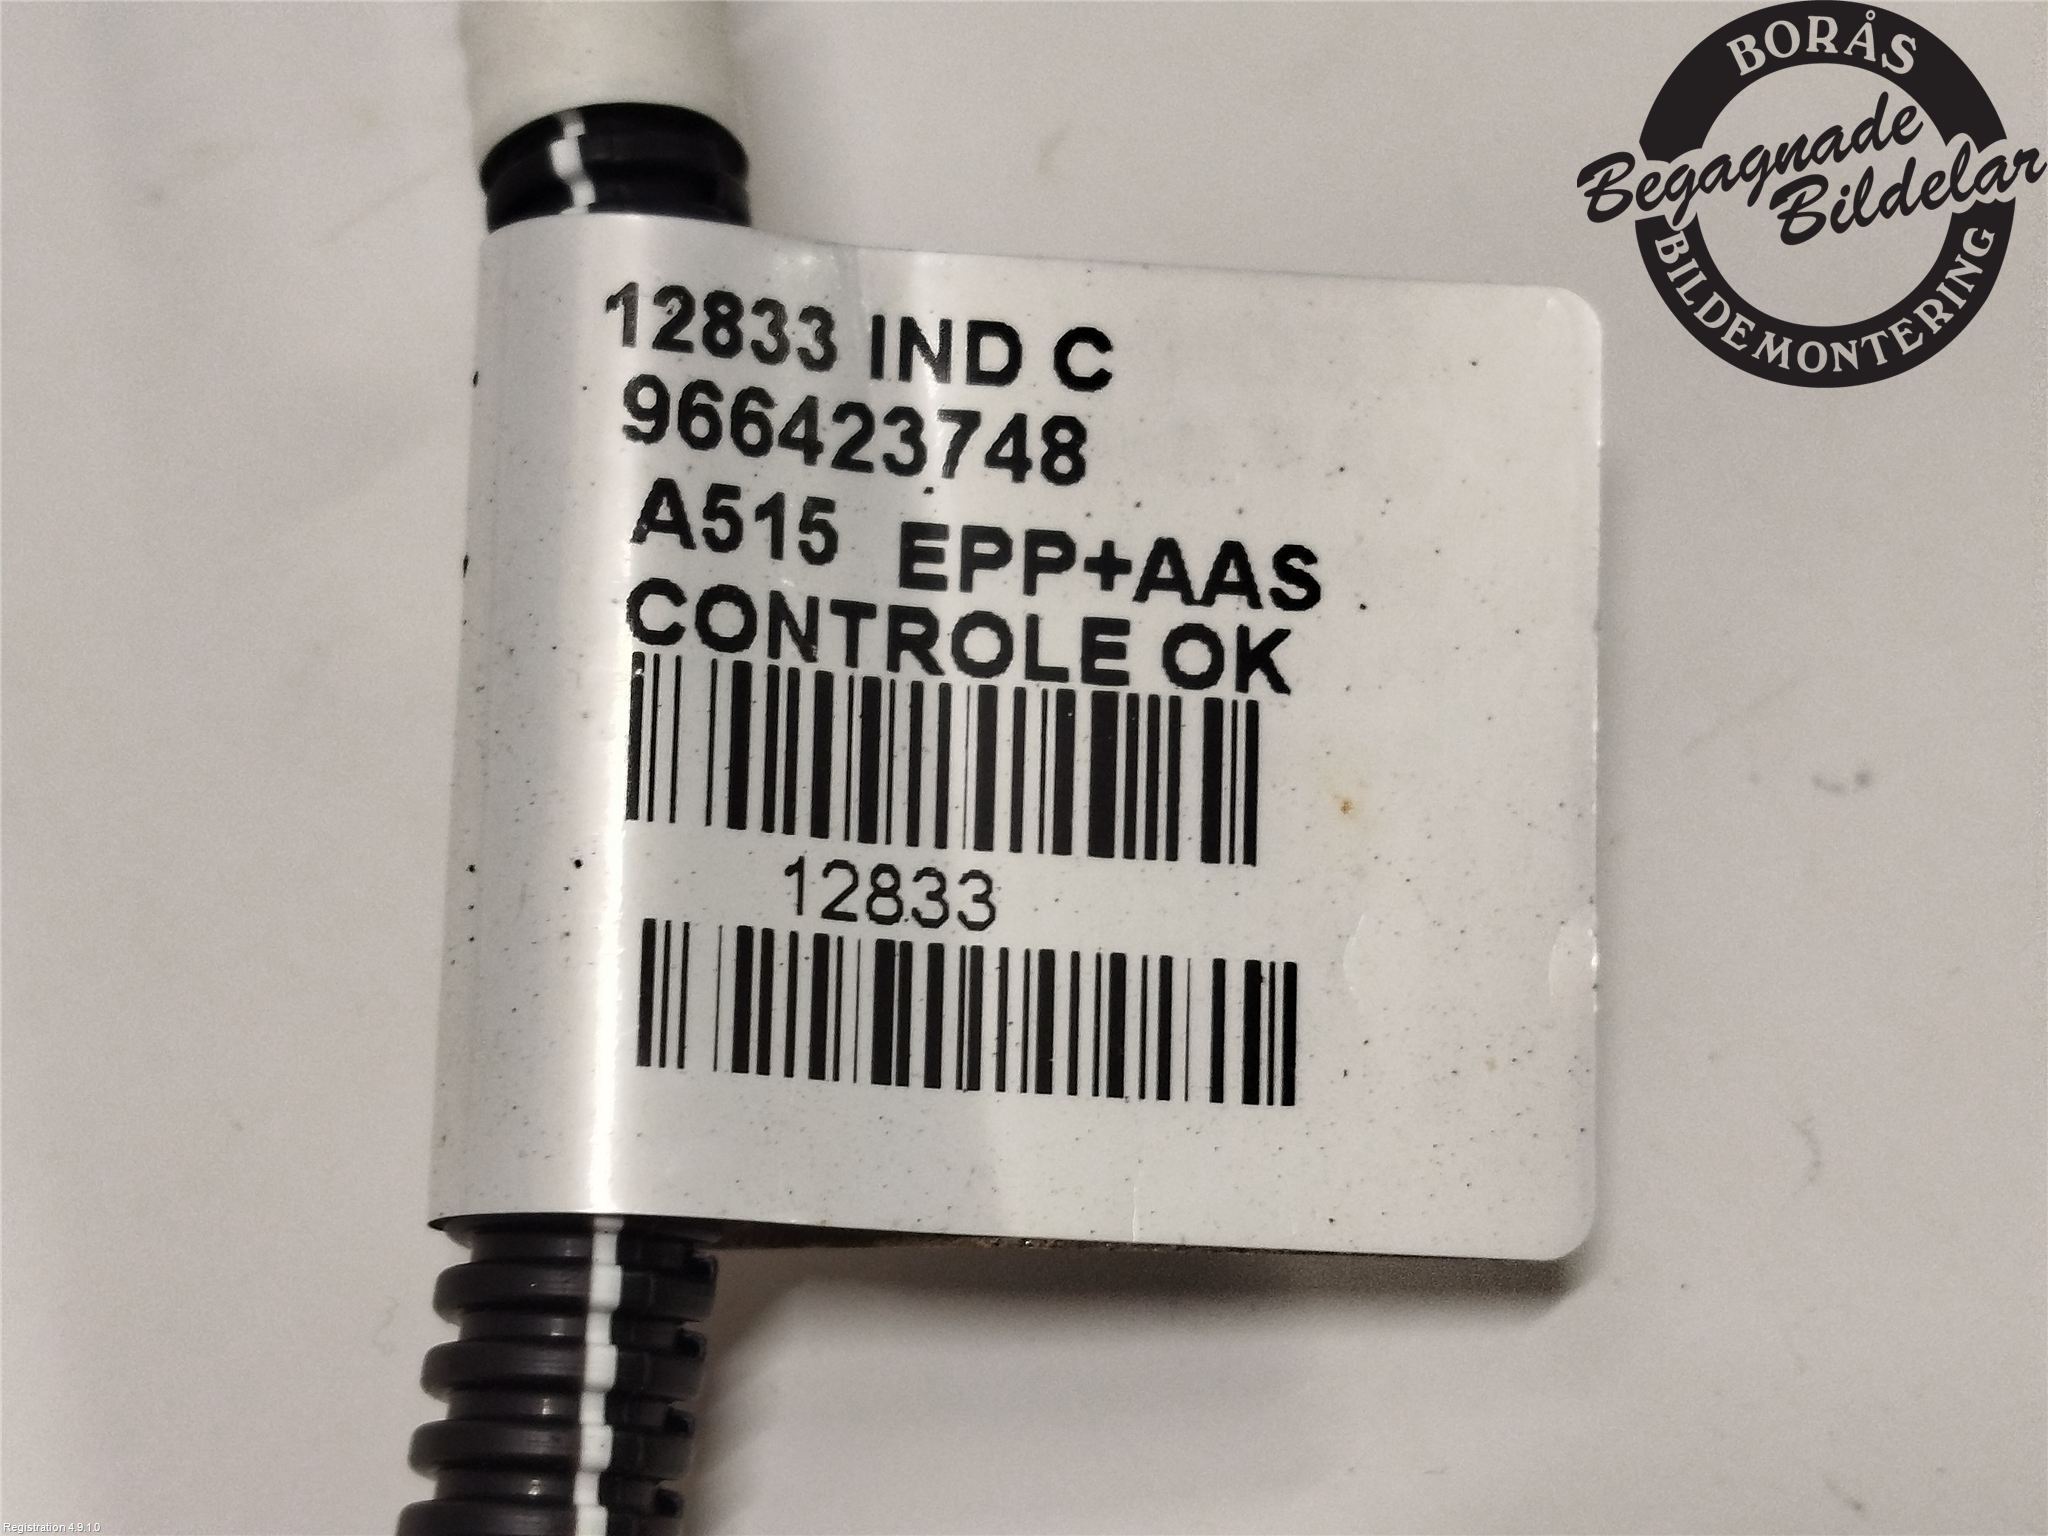 12833 IND C
966423748
A515 EPP+AAS
CONTROLE OK
12833
BORÅS
Begagnade
Bildelar
BILDEMONTERING
Registration 4.9.1.0